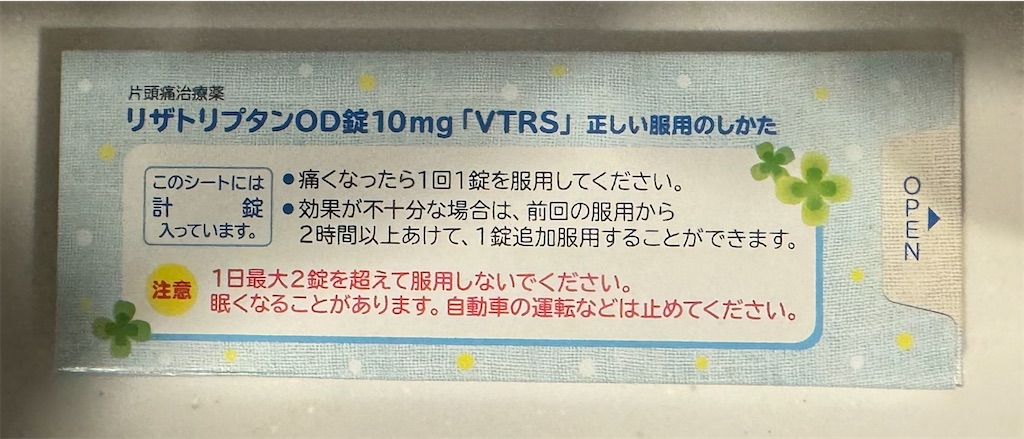 片頭痛治療薬
リザトリプタンOD錠10mg「VTRS」 正しい服用のしかた
このシートには
計 錠
入っています。
●痛くなったら1回1錠を服用してください。
●効果が不十分な場合は、前回の服用から
2時間以上あけて、1錠追加服用することができます。
注意
1日最大2錠を超えて服用しないでください。
眠くなることがあります。自動車の運転などは止めてください。
OPEN